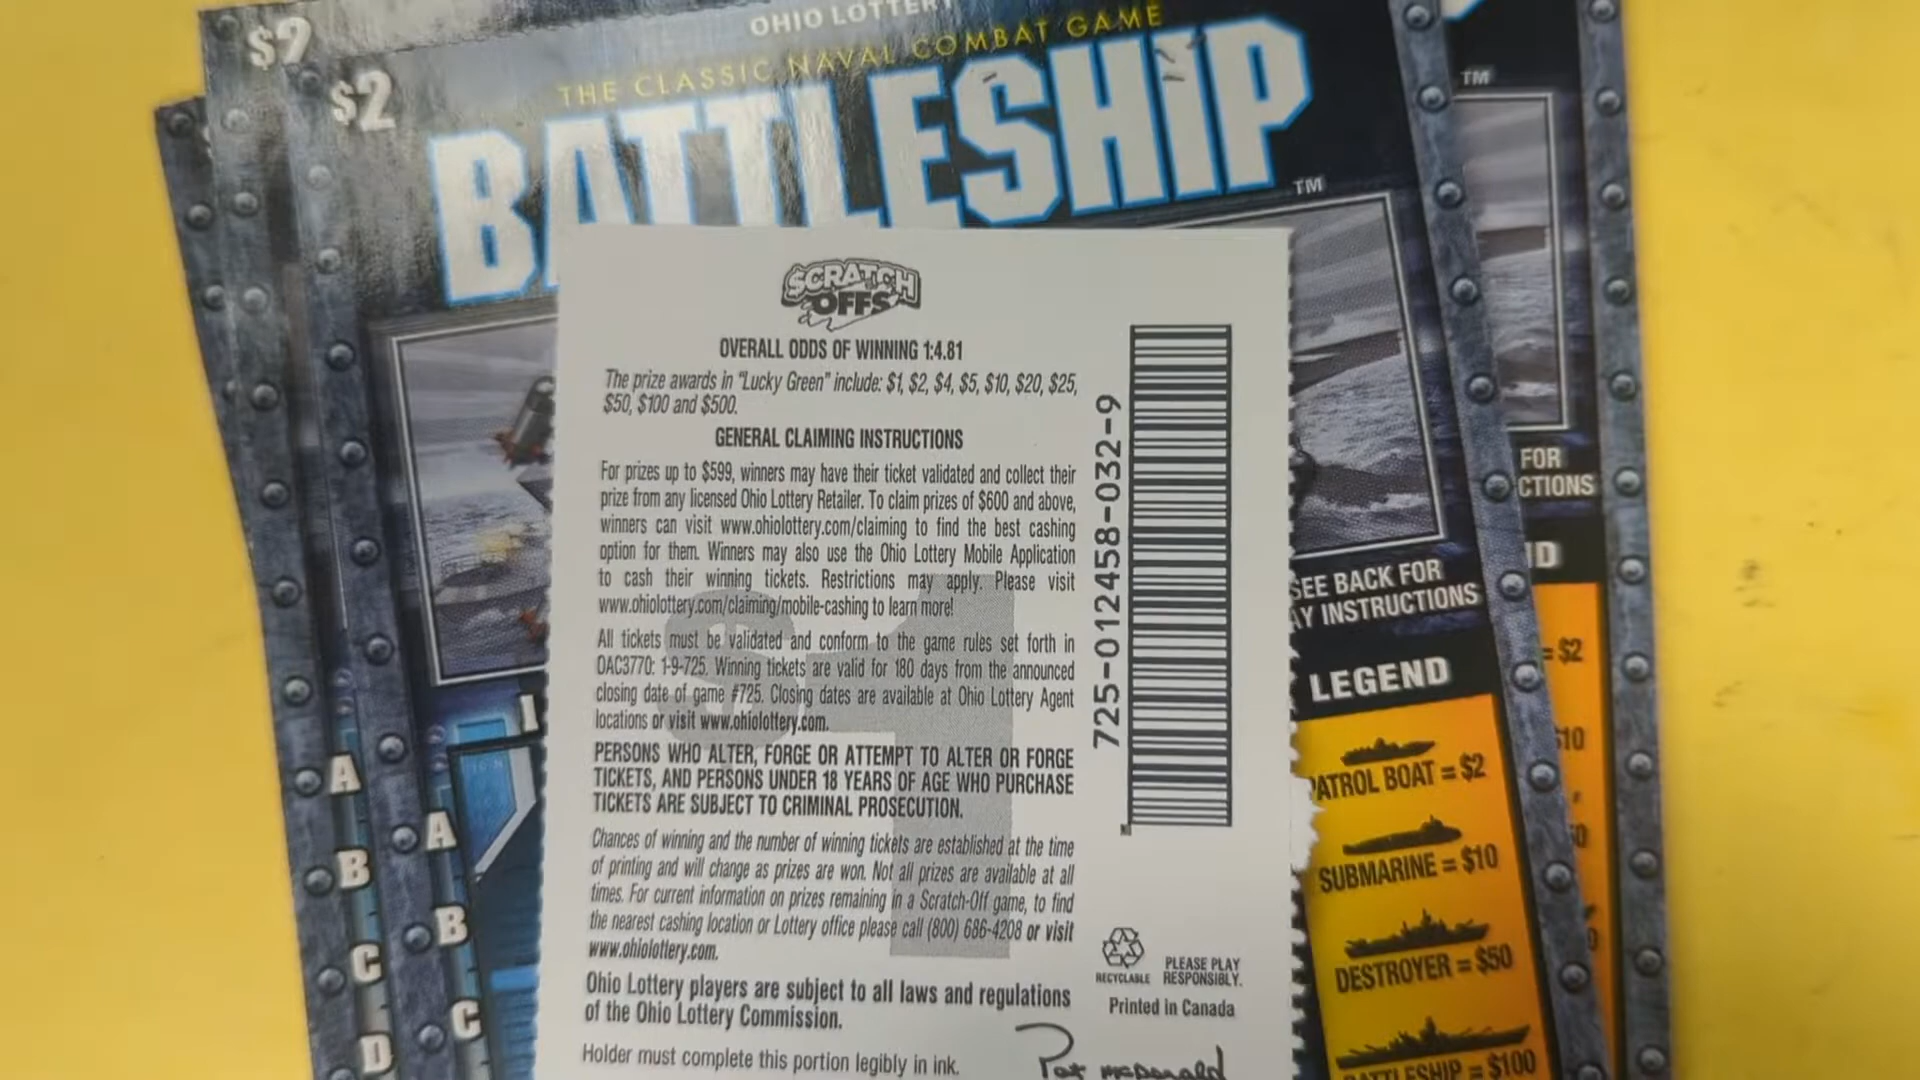 $2
$2
OHIO LOTTERY
THE CLASSIC NAVAL COMBAT GAME
BATTLESHIP
TM
TM
SCRATCH
OFFS
OVERALL ODDS OF WINNING 1:4.81
The prize awards in "Lucky Green" include: $1, $2, $4, $5, $10, $20, $25,
$50, $100 and $500.
GENERAL CLAIMING INSTRUCTIONS
For prizes up to $599, winners may have their ticket validated and collect their
prize from any licensed Ohio Lottery Retailer. To claim prizes of $600 and above,
winners can visit www.ohiolottery.com/claiming to find the best cashing
option for them. Winners may also use the Ohio Lottery Mobile Application
to cash their winning tickets. Restrictions may apply. Please visit
www.ohiolottery.com/claiming/mobile-cashing to learn more!
All tickets must be validated and conform to the game rules set forth in
OAC3770: 1-9-725. Winning tickets are valid for 180 days from the announced
closing date of game #725. Closing dates are available at Ohio Lottery Agent
locations or visit www.ohiolottery.com.
PERSONS WHO ALTER, FORGE OR ATTEMPT TO ALTER OR FORGE
TICKETS, AND PERSONS UNDER 18 YEARS OF AGE WHO PURCHASE
TICKETS ARE SUBJECT TO CRIMINAL PROSECUTION.
Chances of winning and the number of winning tickets are established at the time
of printing and will change as prizes are won. Not all prizes are available at all
times. For current information on prizes remaining in a Scratch-Off game, to find
the nearest cashing location or Lottery office please call (800) 686-4208 or visit
www.ohiolottery.com.
Ohio Lottery players are subject to all laws and regulations
of the Ohio Lottery Commission.
Holder must complete this portion legibly in ink.
Pat McDonald
$1
725-012458-032-9
RECYCLABLE
PLEASE PLAY
RESPONSIBLY.
Printed in Canada
SEE BACK FOR
AY INSTRUCTIONS
LEGEND
PATROL BOAT = $2
SUBMARINE = $10
DESTROYER = $50
BATTLESHIP = $100
FOR
CTIONS
ND
= $2
$10
A
B
C
D
1
A
B
C